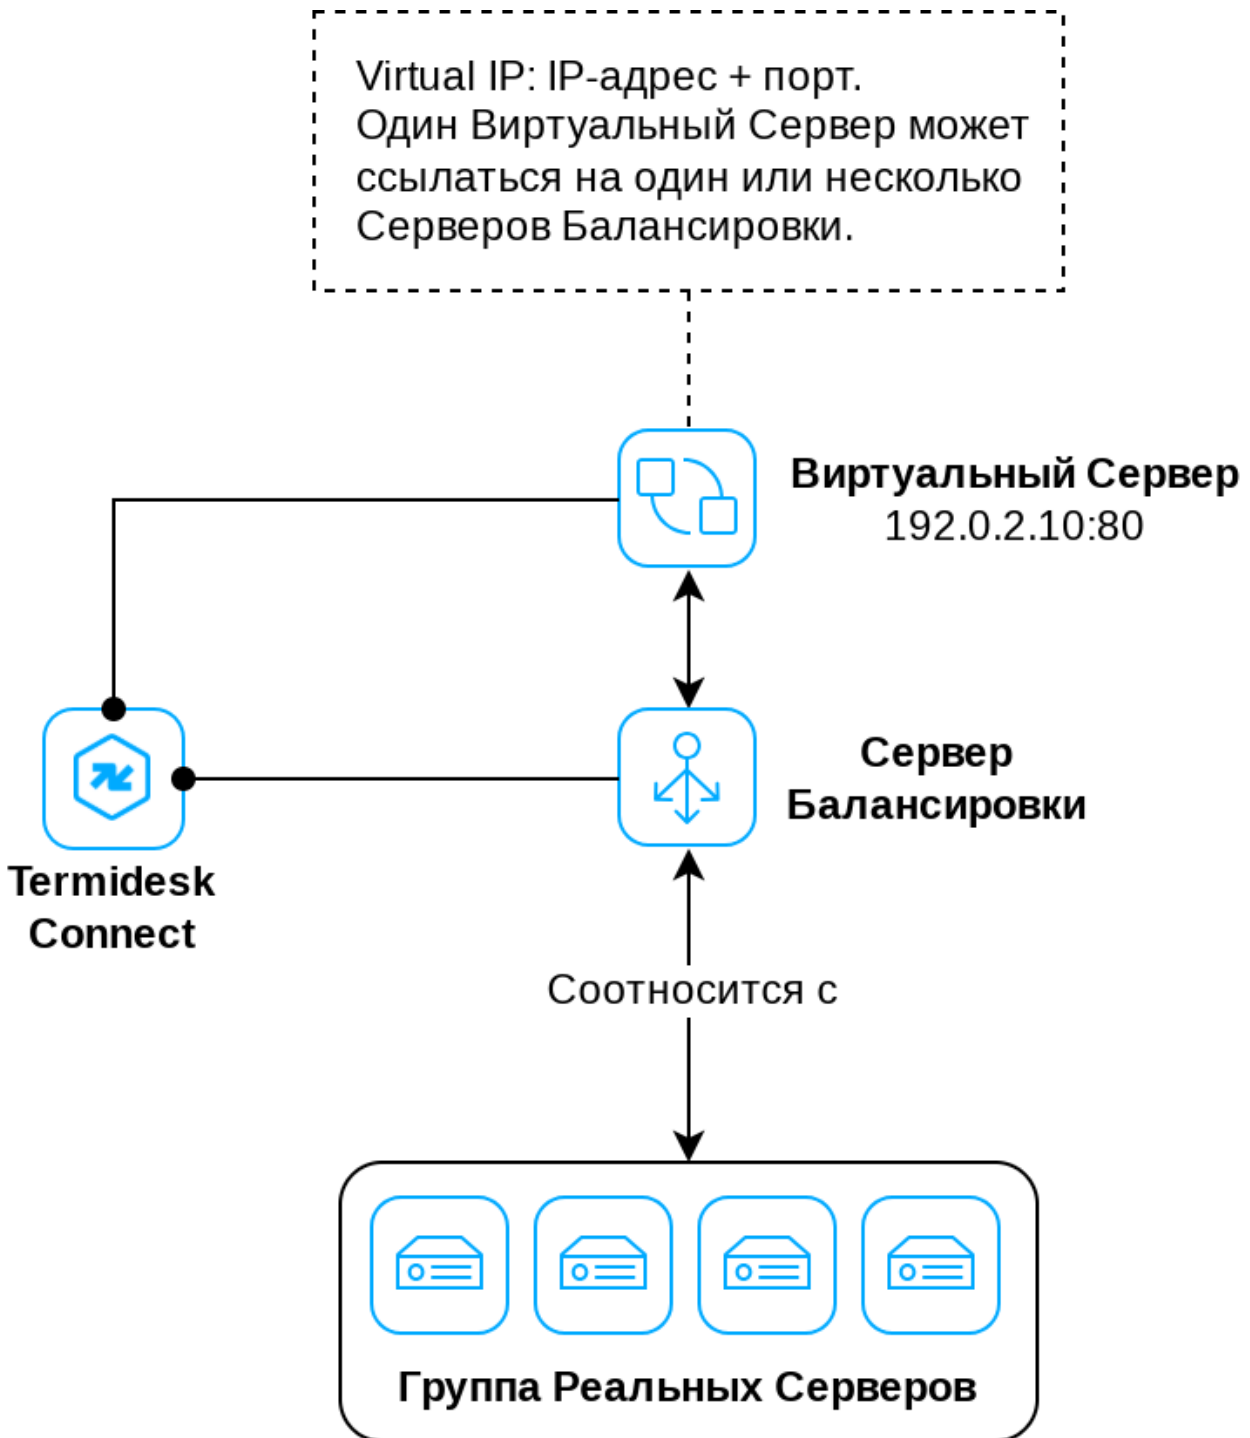 Virtual IP: IP-адрес + порт.
Один Виртуальный Сервер может
ссылаться на один или несколько
Серверов Балансировки.
Виртуальный Сервер
192.0.2.10:80
Сервер
Балансировки
Termidesk
Connect
Соотносится с
Группа Реальных Серверов